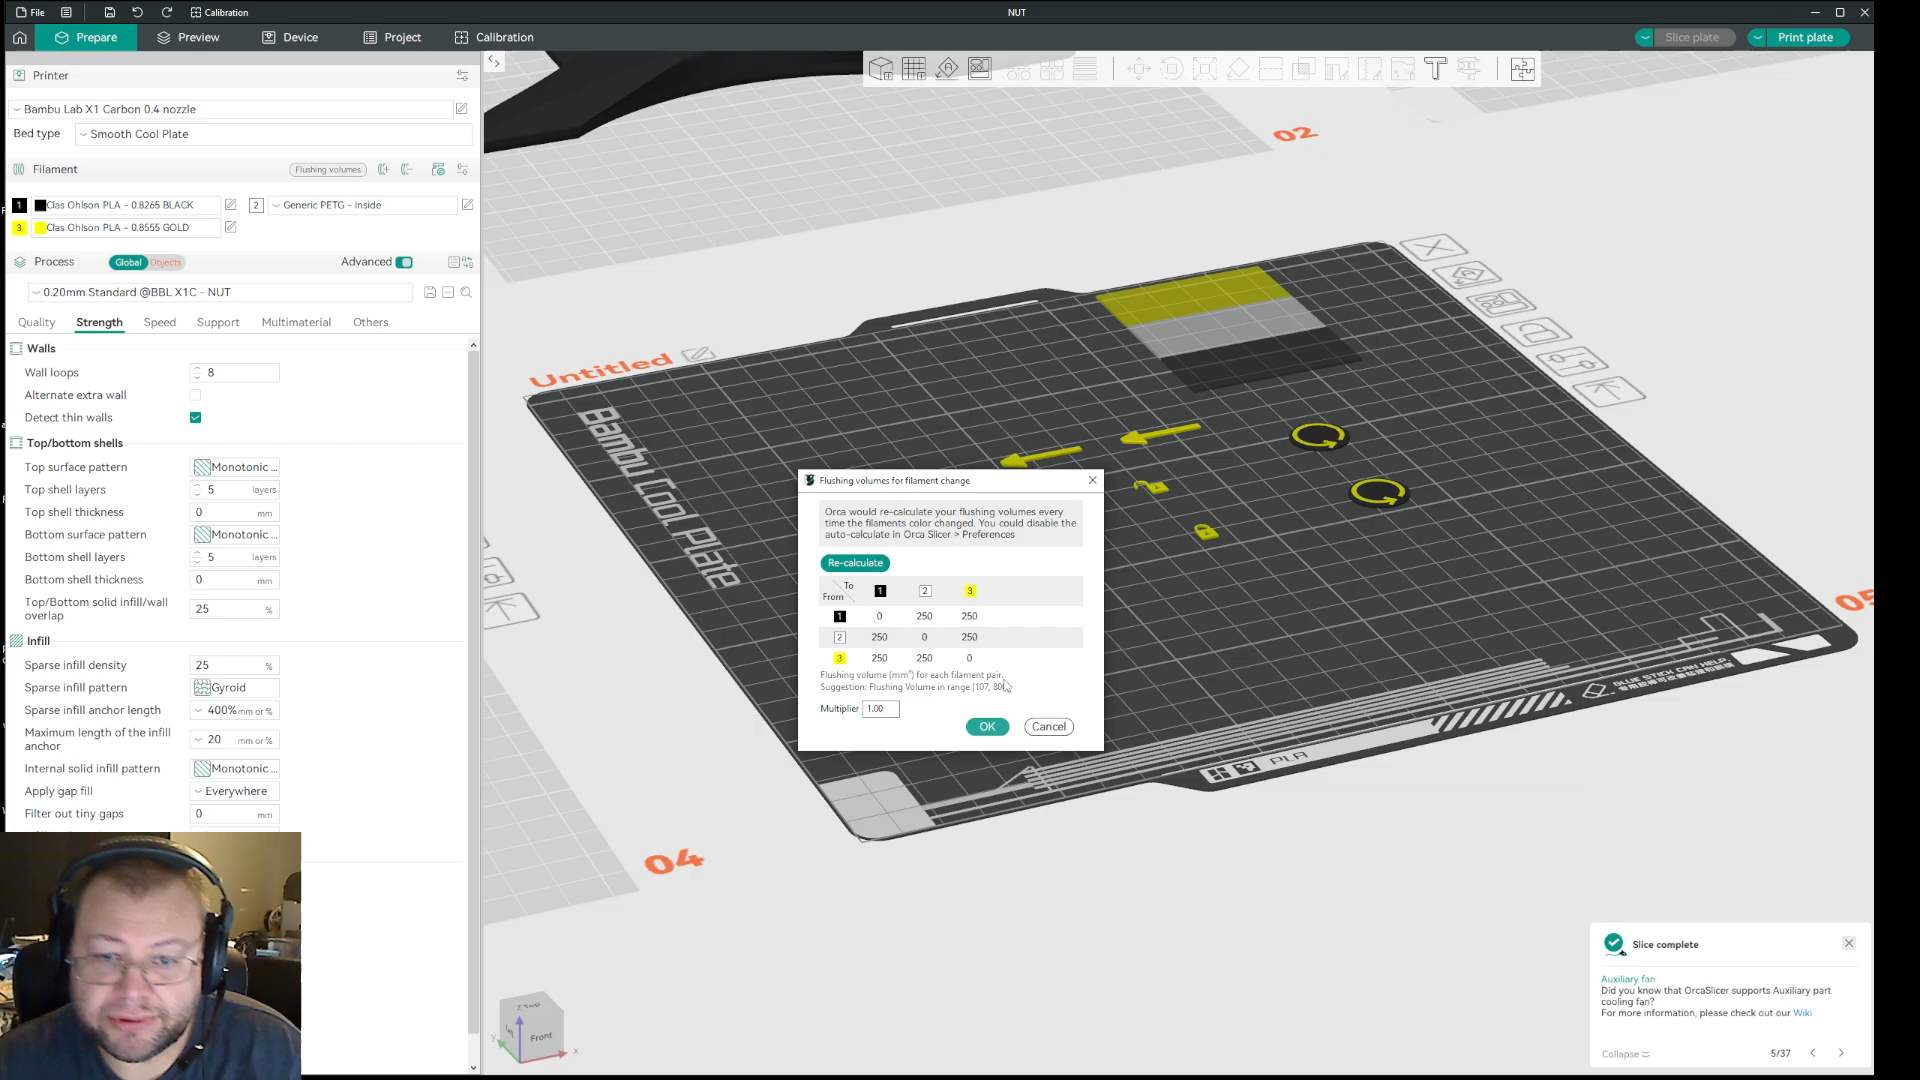 File
Calibration
NUT
Prepare
Preview
Device
Project
Calibration
Slice plate
Print plate
Printer
Bambu Lab X1 Carbon 0.4 nozzle
Bed type
Smooth Cool Plate
Filament
Flushing volumes
1
Clas Ohlson PLA - 0.8265 BLACK
2
Generic PETG - inside
3
Clas Ohlson PLA - 0.8555 GOLD
Process
Global
Objects
Advanced
0.20mm Standard @BBL X1C - NUT
Quality
Strength
Speed
Support
Multimaterial
Others
Walls
Wall loops
8
Alternate extra wall
Detect thin walls
Top/bottom shells
Top surface pattern
Monotonic ...
Top shell layers
5
layers
Top shell thickness
0
mm
Bottom surface pattern
Monotonic ...
Bottom shell layers
5
layers
Bottom shell thickness
0
mm
Top/Bottom solid infill/wall
overlap
25
%
Infill
Sparse infill density
25
%
Sparse infill pattern
Gyroid
Sparse infill anchor length
400%
mm or %
Maximum length of the infill
anchor
20
mm or %
Internal solid infill pattern
Monotonic ...
Apply gap fill
Everywhere
Filter out tiny gaps
0
mm
02
Untitled
Bambu Cool Plate
04
05
PLA
GLUE STICK CAN HELP.
Flushing volumes for filament change
Orca would re-calculate your flushing volumes every
time the filaments color changed. You could disable the
auto-calculate in Orca Slicer > Preferences
Re-calculate
To
From
1 2 3
1 0 250 250
2 250 0 250
3 250 250 0
Flushing volume (mm³) for each filament pair.
Suggestion: Flushing Volume in range [107, 800]
Multiplier
1.00
OK
Cancel
Front
x
y
z
Slice complete
Auxiliary fan
Did you know that OrcaSlicer supports Auxiliary part
cooling fan?
For more information, please check out our Wiki
Collapse
5/37